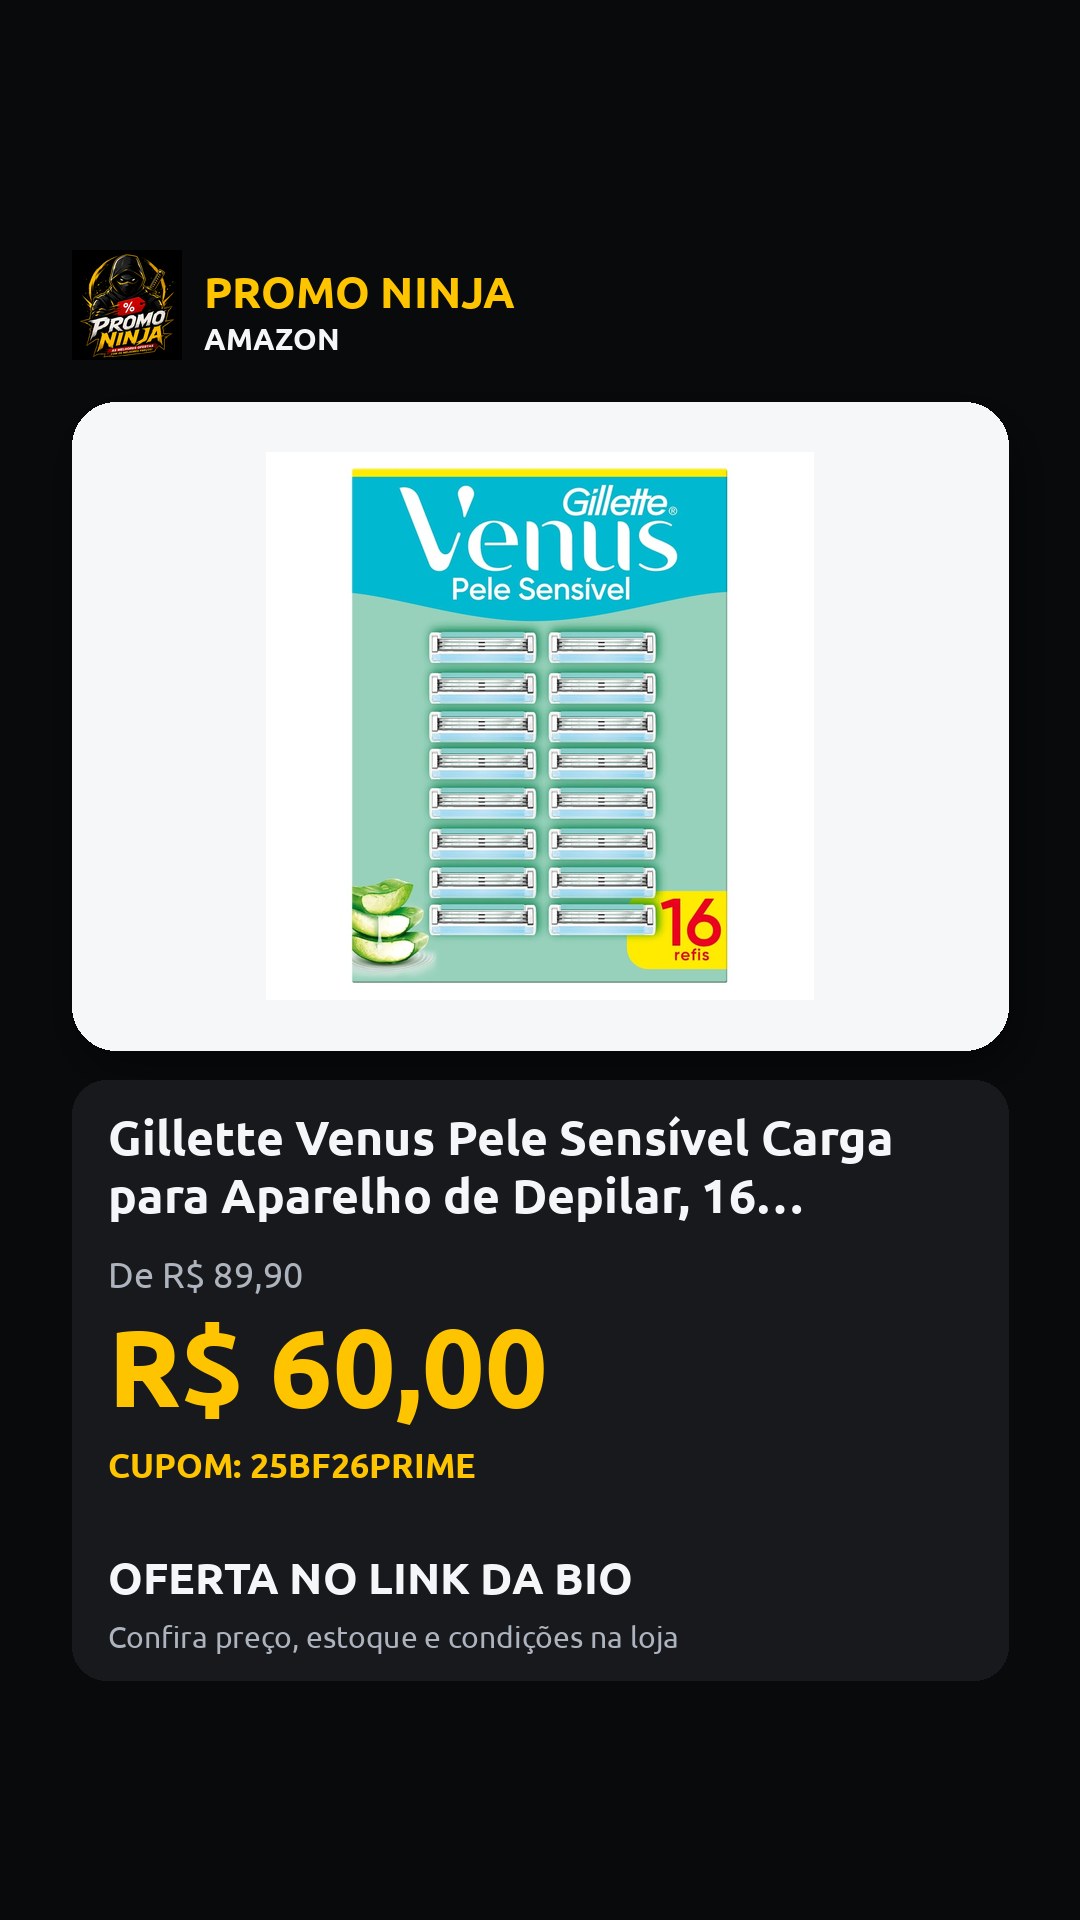 PROMO NINJA
AMAZON
%
PROMO
NINJA
Gillette®
Venus
Pele Sensível
16
refis
Gillette Venus Pele Sensível Carga
para Aparelho de Depilar, 16...
De R$ 89,90
R$ 60,00
CUPOM: 25BF26PRIME
OFERTA NO LINK DA BIO
Confira preço, estoque e condições na loja